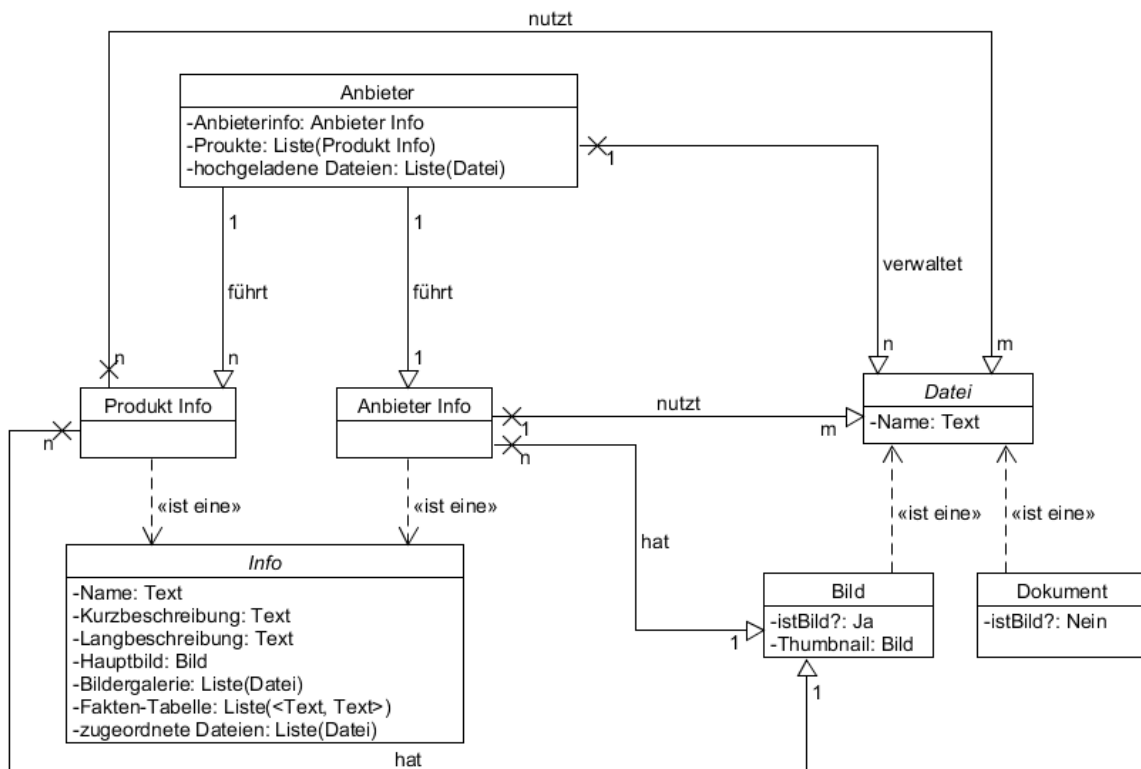 nutzt
Anbieter
-Anbieterinfo: Anbieter Info
-Proukte: Liste(Produkt Info)
-hochgeladene Dateien: Liste(Datei)
1
1
1
verwaltet
führt
führt
n
n
1
n
m
Produkt Info
Anbieter Info
nutzt
Datei
-Name: Text
n
1
m
n
«ist eine»
«ist eine»
«ist eine»
«ist eine»
hat
Info
-Name: Text
-Kurzbeschreibung: Text
-Langbeschreibung: Text
-Hauptbild: Bild
-Bildergalerie: Liste(Datei)
-Fakten-Tabelle: Liste(<Text, Text>)
-zugeordnete Dateien: Liste(Datei)
Bild
-istBild?: Ja
-Thumbnail: Bild
Dokument
-istBild?: Nein
1
1
hat